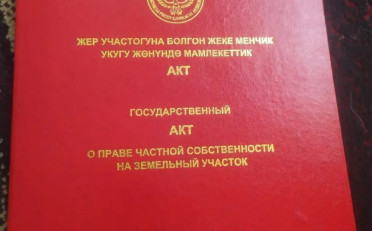 ЖЕР УЧАСТОГУНА БОЛГОН ЖЕКЕ МЕНЧИК
УКУГУ ЖӨНҮНДӨ МАМЛЕКЕТТИК
АКТ
ГОСУДАРСТВЕННЫЙ
АКТ
О ПРАВЕ ЧАСТНОЙ СОБСТВЕННОСТИ
НА ЗЕМЕЛЬНЫЙ УЧАСТОК